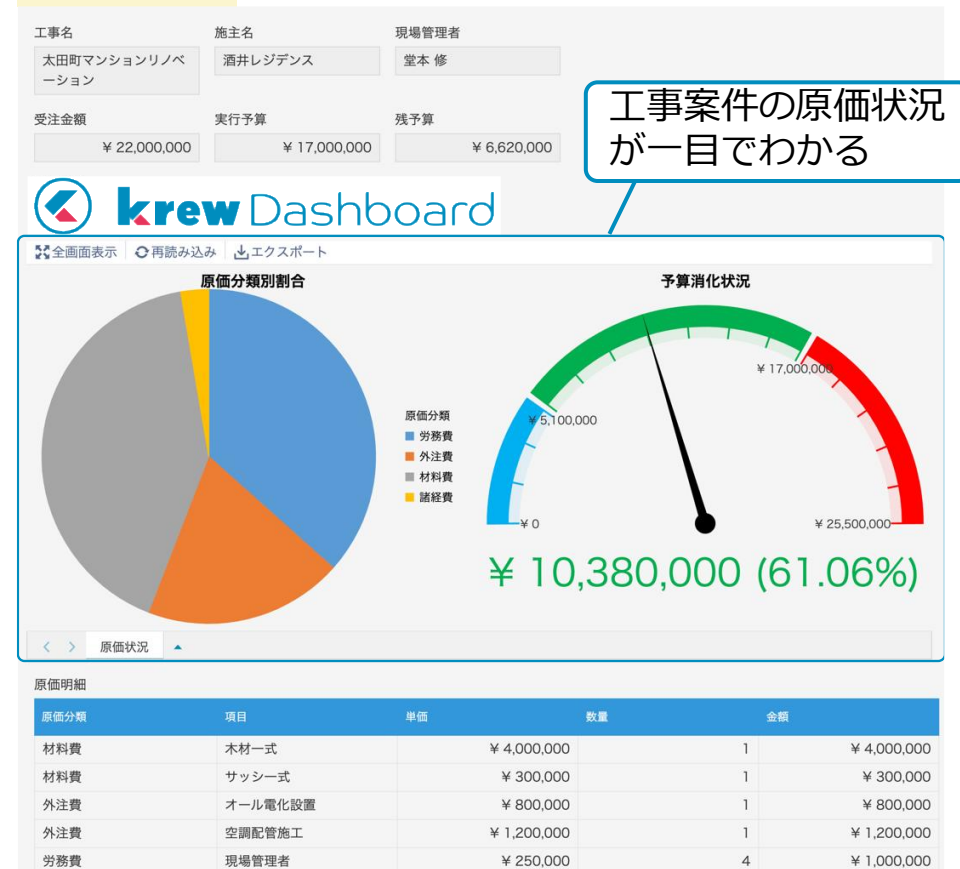 工事名 施主名 現場管理者
太田町マンションリノベ 酒井レジデンス 堂本 修
ーション
工事案件の原価状況
が一目でわかる
受注金額 実行予算 残予算
¥ 22,000,000 ¥ 17,000,000 ¥ 6,620,000
krew Dashboard
全画面表示 再読み込み エクスポート
原価分類別割合
原価分類
労務費
外注費
材料費
諸経費
予算消化状況
¥ 17,000,000
¥ 5,100,000
¥ 0
¥ 25,500,000
¥ 10,380,000 (61.06%)
原価状況
原価明細
原価分類 項目 単価 数量 金額
材料費 木材一式 ¥ 4,000,000 1 ¥ 4,000,000
材料費 サッシ一式 ¥ 300,000 1 ¥ 300,000
外注費 オール電化設置 ¥ 800,000 1 ¥ 800,000
外注費 空調配管施工 ¥ 1,200,000 1 ¥ 1,200,000
労務費 現場管理者 ¥ 250,000 4 ¥ 1,000,000